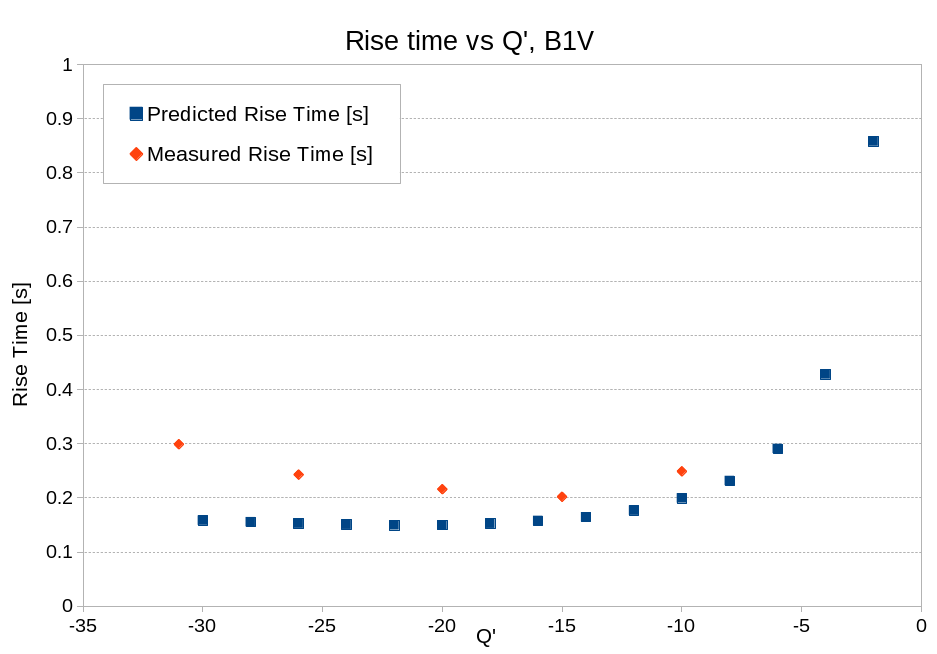 Rise time vs Q', B1V
Predicted Rise Time [s]
Measured Rise Time [s]
Rise Time [s]
1
0.9
0.8
0.7
0.6
0.5
0.4
0.3
0.2
0.1
0
-35 -30 -25 -20 -15 -10 -5 0
Q'